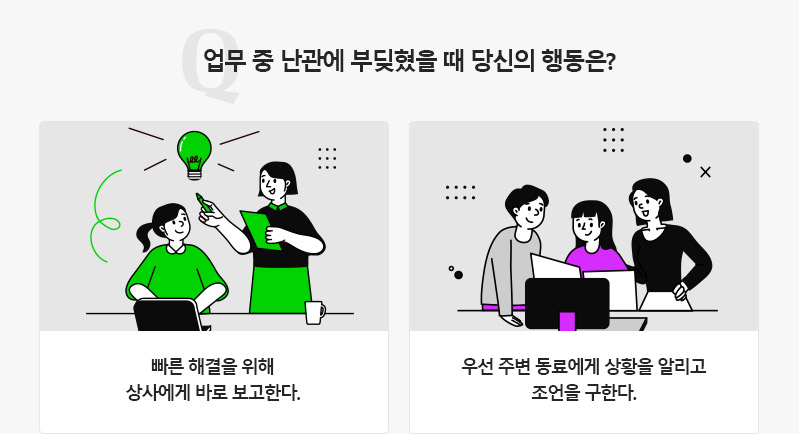 Q
업무 중 난관에 부딪혔을 때 당신의 행동은?
빠른 해결을 위해
상사에게 바로 보고한다.
우선 주변 동료에게 상황을 알리고
조언을 구한다.